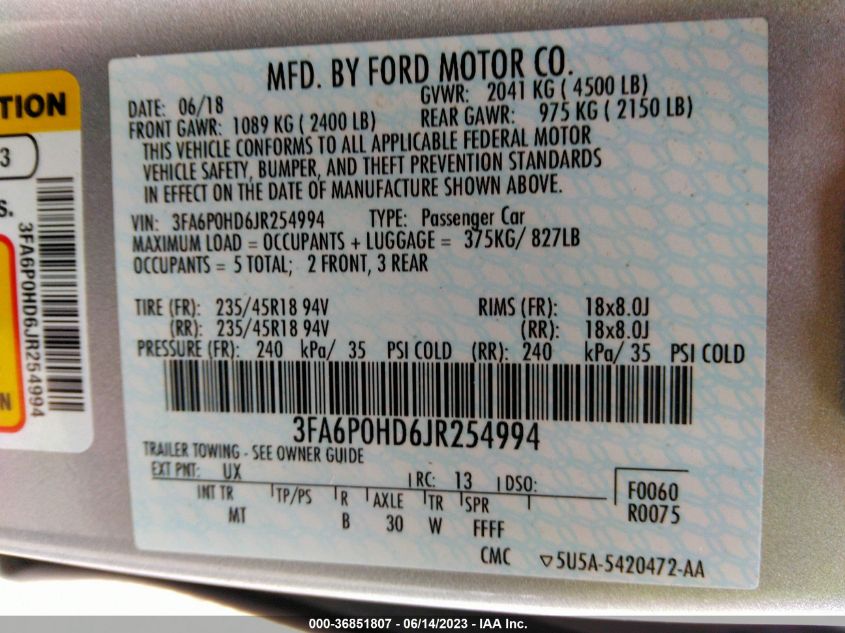 MFD. BY FORD MOTOR CO.
DATE: 06/18 GVWR: 2041 KG ( 4500 LB)
FRONT GAWR: 1089 KG ( 2400 LB) REAR GAWR: 975 KG ( 2150 LB)
THIS VEHICLE CONFORMS TO ALL APPLICABLE FEDERAL MOTOR
VEHICLE SAFETY, BUMPER, AND THEFT PREVENTION STANDARDS
IN EFFECT ON THE DATE OF MANUFACTURE SHOWN ABOVE.
VIN: 3FA6P0HD6JR254994 TYPE: Passenger Car
MAXIMUM LOAD = OCCUPANTS + LUGGAGE = 375KG/ 827LB
OCCUPANTS = 5 TOTAL; 2 FRONT, 3 REAR
TIRE (FR): 235/45R18 94V RIMS (FR): 18x8.0J
(RR): 235/45R18 94V (RR): 18x8.0J
PRESSURE (FR): 240 kPa/ 35 PSI COLD (RR): 240 kPa/ 35 PSI COLD
3FA6P0HD6JR254994
TRAILER TOWING - SEE OWNER GUIDE
EXT PNT: UX RC: 13 DSO:
INT TR TP/PS R AXLE TR SPR
MT B 30 W FFFF
F0060
R0075
CMC ▽5U5A-5420472-AA
TION
3
S.
3FA6P0HD6JR254994
N
000-36851807 - 06/14/2023 - IAA Inc.